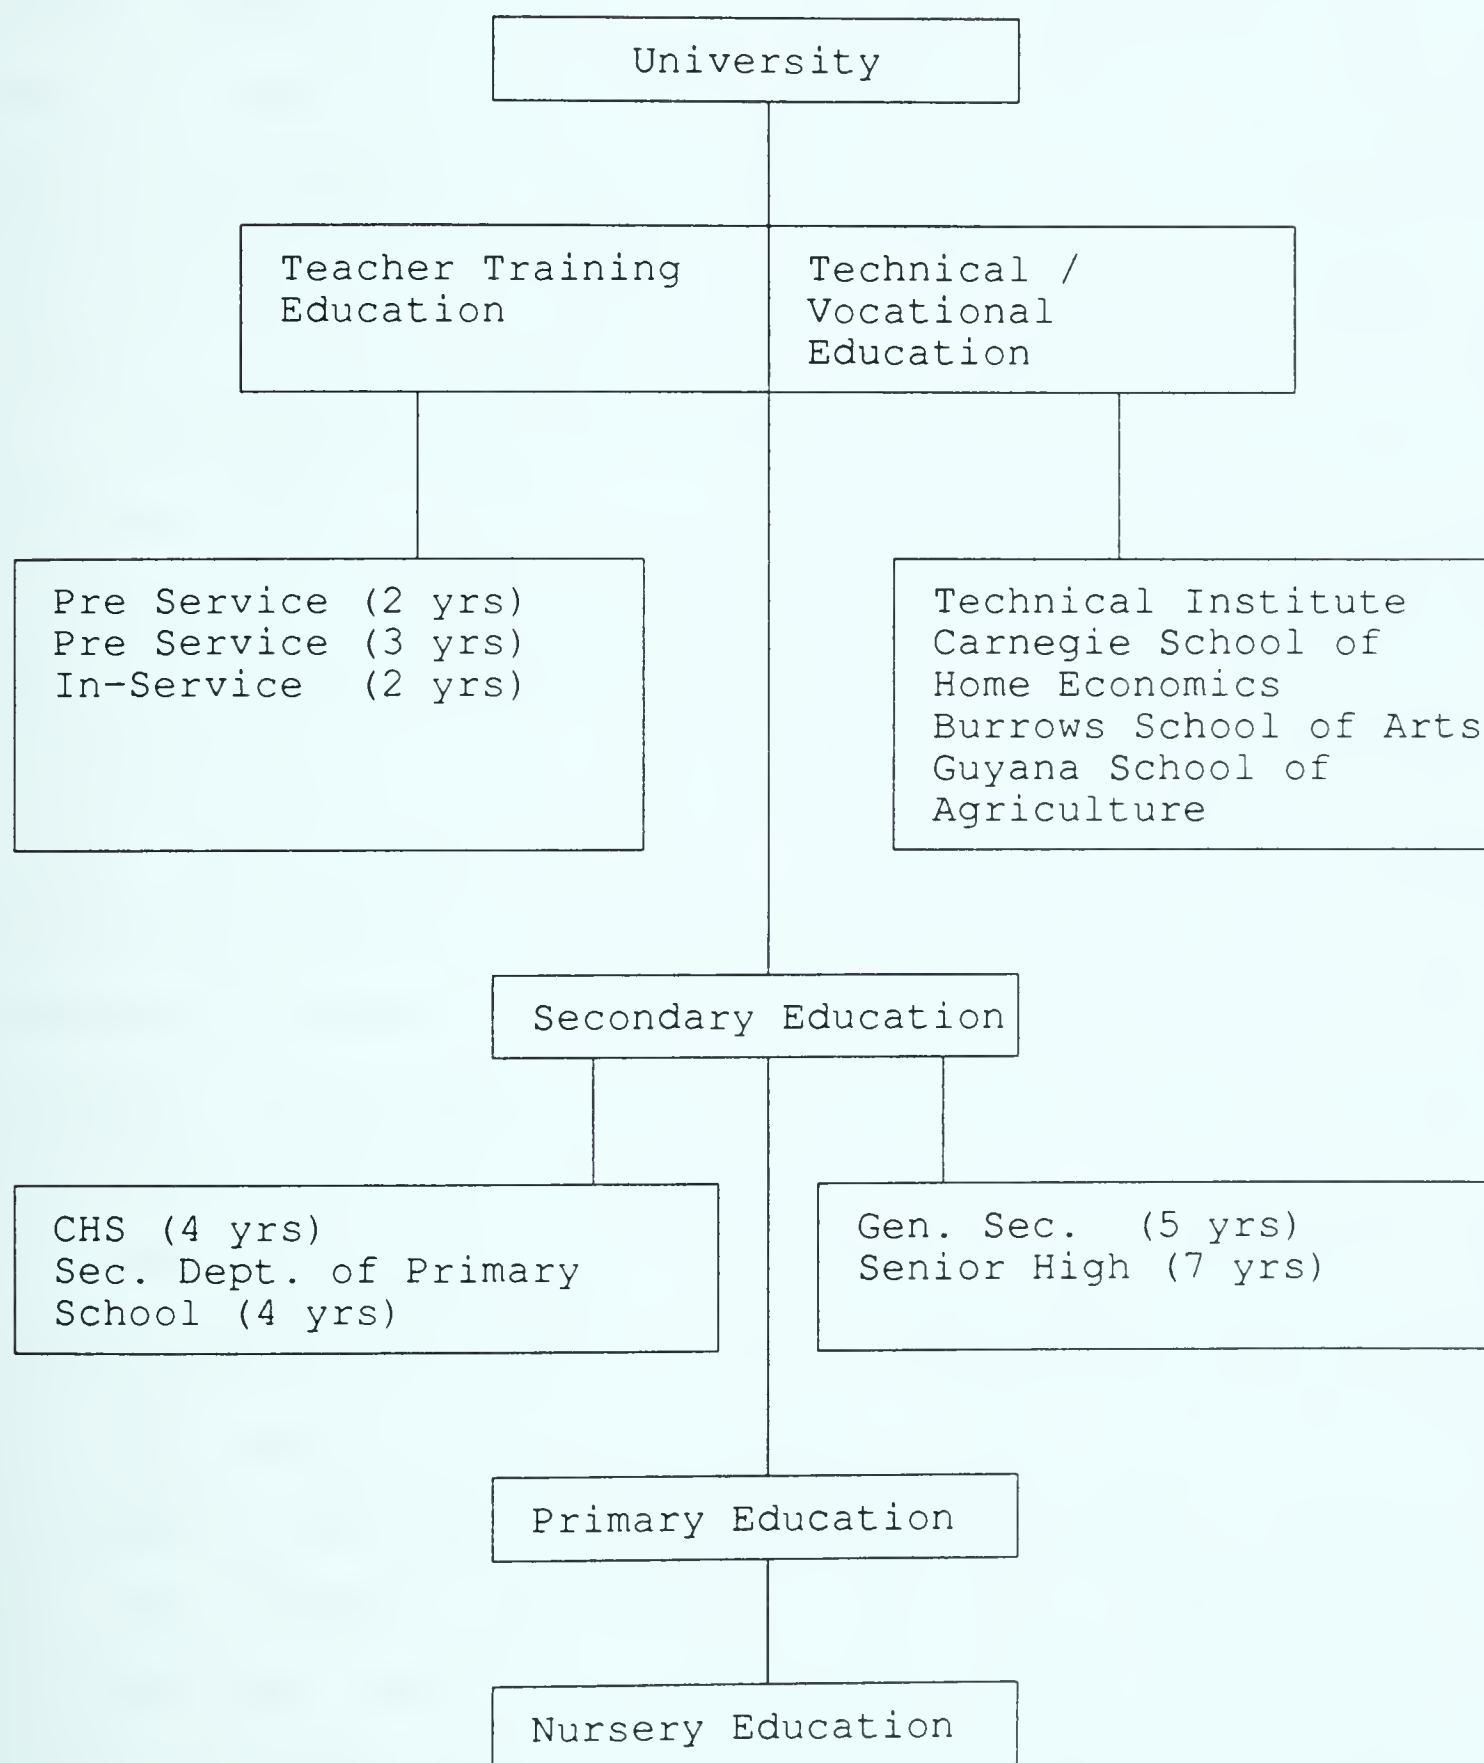 University
Teacher Training
Education
Technical /
Vocational
Education
Pre Service (2 yrs)
Pre Service (3 yrs)
In-Service (2 yrs)
Technical Institute
Carnegie School of
Home Economics
Burrows School of Arts
Guyana School of
Agriculture
Secondary Education
CHS (4 yrs)
Sec. Dept. of Primary
School (4 yrs)
Gen. Sec. (5 yrs)
Senior High (7 yrs)
Primary Education
Nursery Education